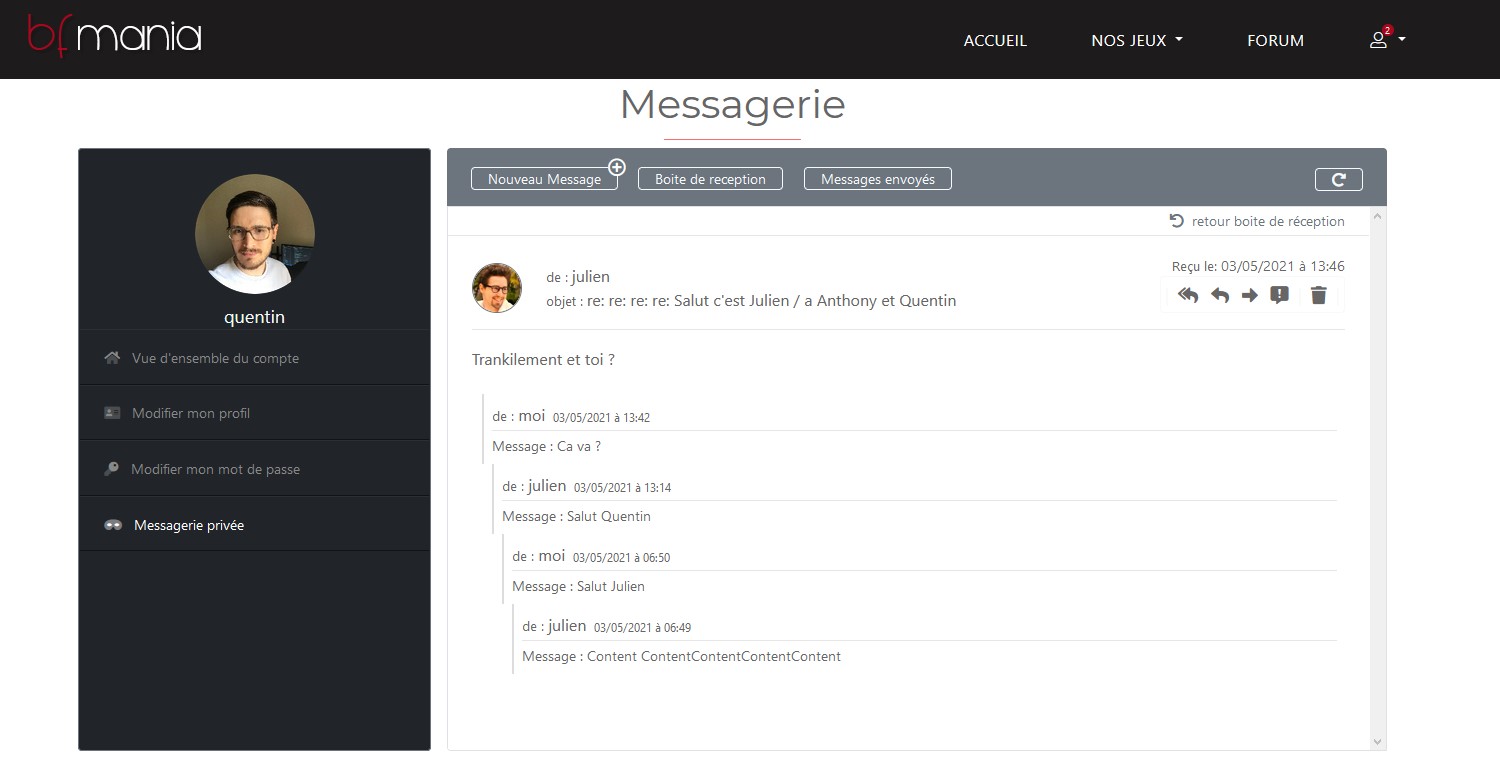 bfmania
ACCUEIL
NOS JEUX
FORUM
2
Messagerie
quentin
Vue d'ensemble du compte
Modifier mon profil
Modifier mon mot de passe
Messagerie privée
Nouveau Message
Boite de reception
Messages envoyés
retour boite de réception
de : julien
objet : re: re: re: re: Salut c'est Julien / a Anthony et Quentin
Reçu le: 03/05/2021 à 13:46
Trankilement et toi ?
de : moi 03/05/2021 à 13:42
Message : Ca va ?
de : julien 03/05/2021 à 13:14
Message : Salut Quentin
de : moi 03/05/2021 à 06:50
Message : Salut Julien
de : julien 03/05/2021 à 06:49
Message : Content ContentContentContentContent